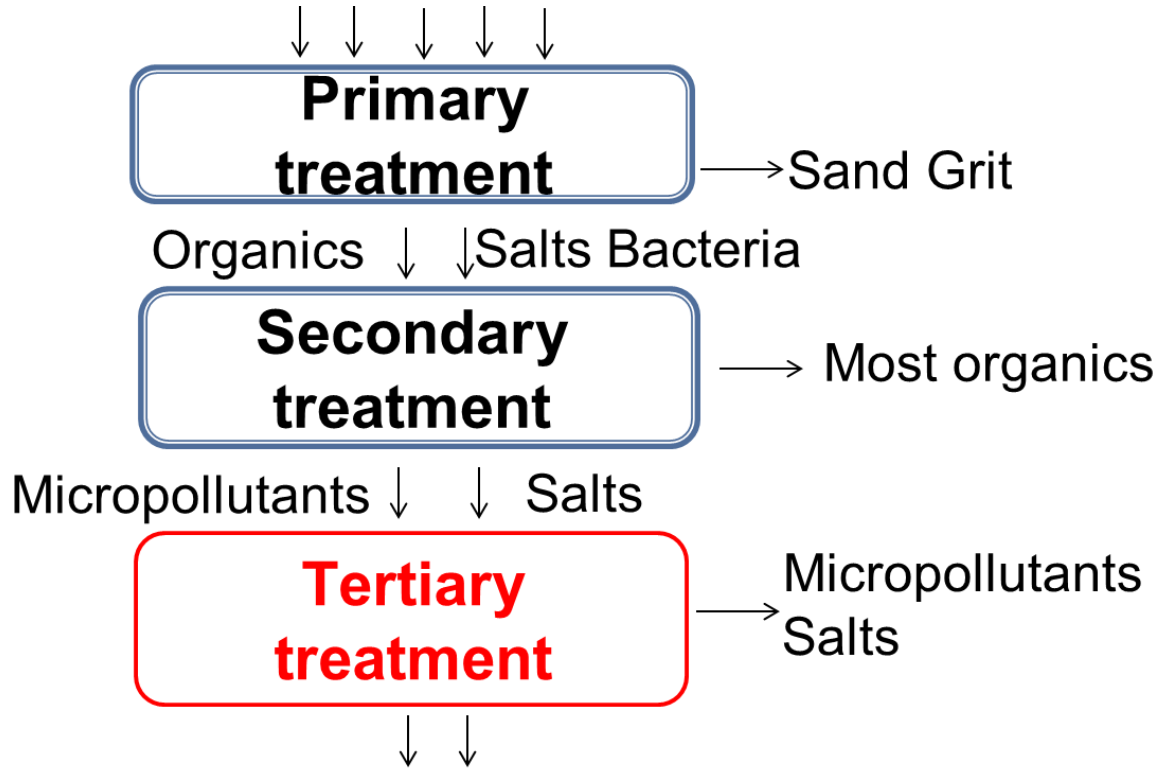 Primary
treatment
Sand Grit
Organics
Salts Bacteria
Secondary
treatment
Most organics
Micropollutants
Salts
Tertiary
treatment
Micropollutants
Salts